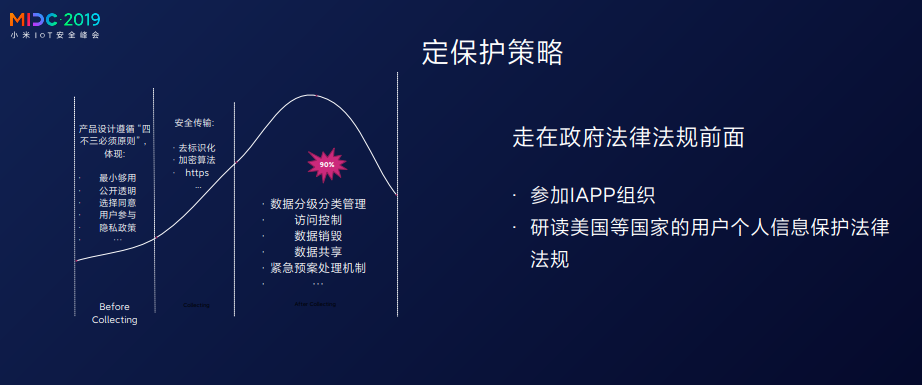 MIDC·2019
小米IoT安全峰会
定保护策略
产品设计遵循“四
不三必须原则”，
体现:
· 最小够用
· 公开透明
· 选择同意
· 用户参与
· 隐私政策
· ...
Before
Collecting
安全传输:
· 去标识化
· 加密算法
· https
...
Collecting
90%
· 数据分级分类管理
· 访问控制
· 数据销毁
· 数据共享
· 紧急预案处理机制
· ...
After Collecting
走在政府法律法规前面
· 参加IAPP组织
· 研读美国等国家的用户个人信息保护法律
法规